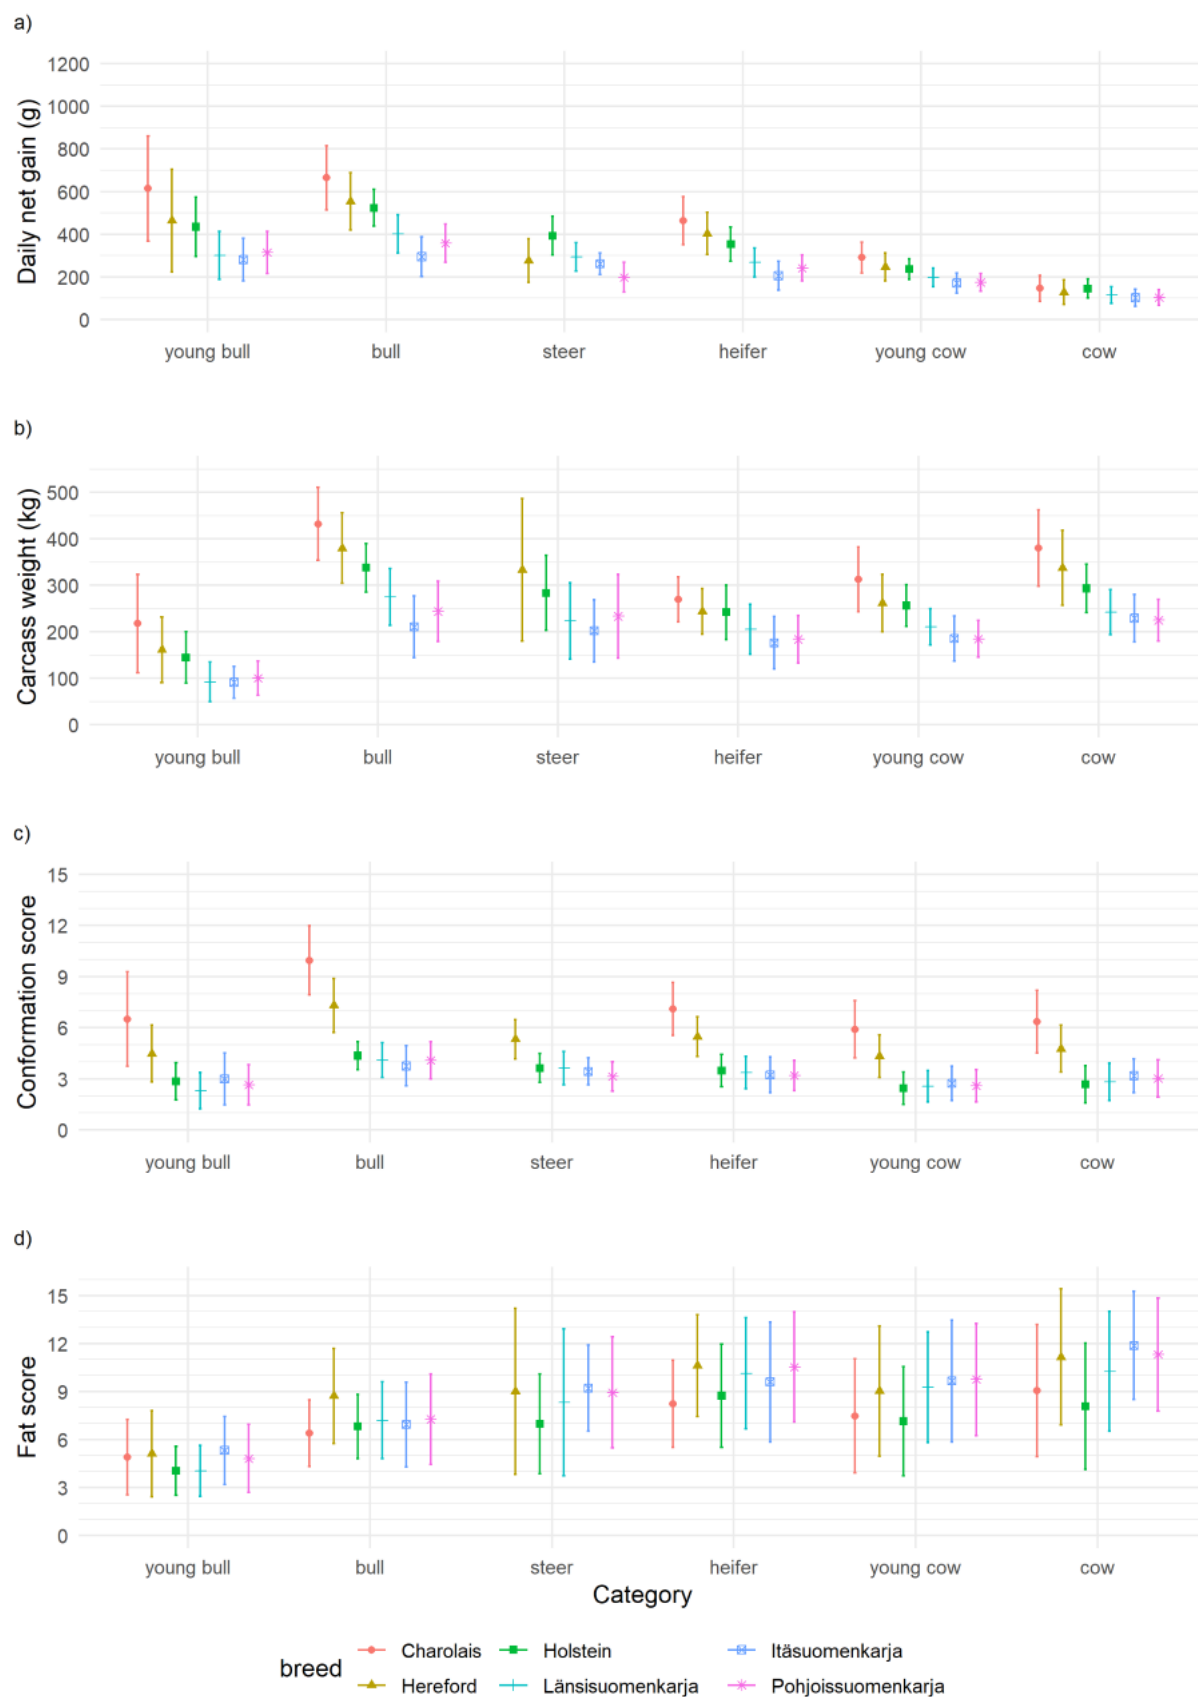 a)
Daily net gain (g)
1200
1000
800
600
400
200
0
young bull bull steer heifer young cow cow
b)
Carcass weight (kg)
500
400
300
200
100
0
young bull bull steer heifer young cow cow
c)
Conformation score
15
12
9
6
3
0
young bull bull steer heifer young cow cow
d)
Fat score
15
12
9
6
3
0
young bull bull steer heifer young cow cow
Category
breed
Charolais Holstein Itäsuomenkarja
Hereford Länsisuomenkarja Pohjoissuomenkarja